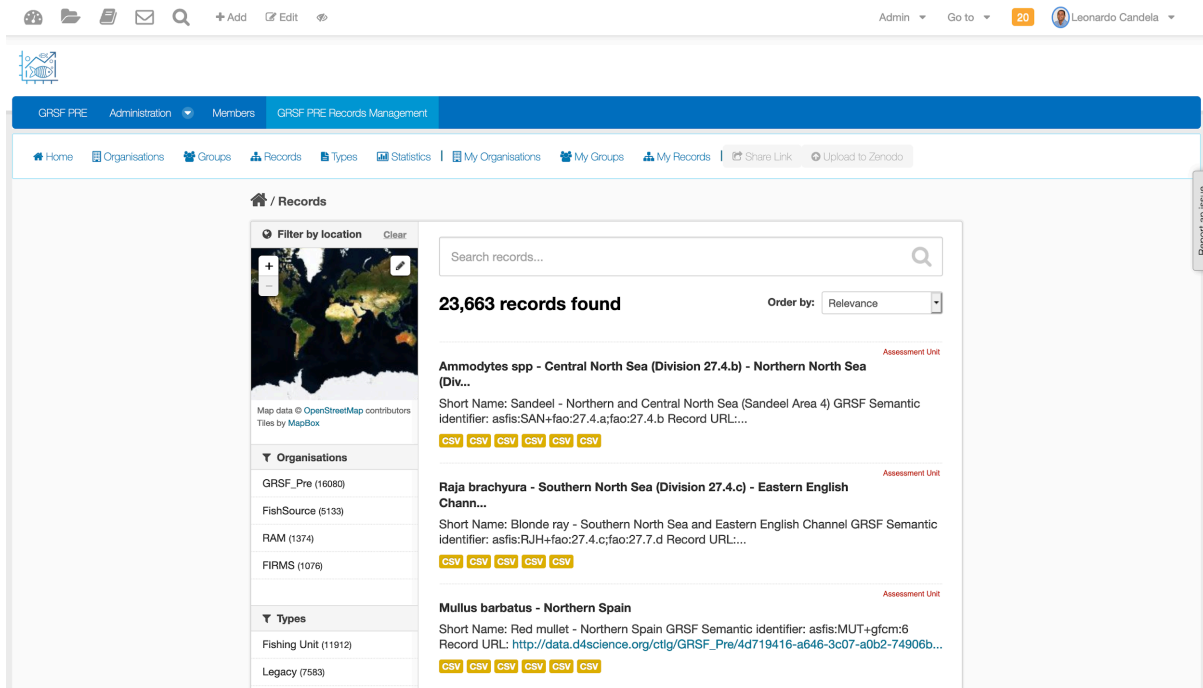 Add Edit Admin Go to 20 Leonardo Candela
GRSF PRE Administration Members GRSF PRE Records Management
Home Organisations Groups Records Types Statistics | My Organisations My Groups My Records | Share Link Upload to Zenodo
Report an issue
/ Records
Filter by location Clear
+
−
Map data © OpenStreetMap contributors
Tiles by MapBox
Organisations
GRSF_Pre (16080)
FishSource (5133)
RAM (1374)
FIRMS (1076)
Types
Fishing Unit (11912)
Legacy (7583)
Search records...
23,663 records found
Order by: Relevance
Assessment Unit
Ammodytes spp - Central North Sea (Division 27.4.b) - Northern North Sea
(Div...
Short Name: Sandeel - Northern and Central North Sea (Sandeel Area 4) GRSF Semantic
identifier: asfis:SAN+fao:27.4.a;fao:27.4.b Record URL:...
CSV CSV CSV CSV CSV CSV
Assessment Unit
Raja brachyura - Southern North Sea (Division 27.4.c) - Eastern English
Chann...
Short Name: Blonde ray - Southern North Sea and Eastern English Channel GRSF Semantic
identifier: asfis:RJH+fao:27.4.c;fao:27.7.d Record URL:...
CSV CSV CSV CSV CSV
Assessment Unit
Mullus barbatus - Northern Spain
Short Name: Red mullet - Northern Spain GRSF Semantic identifier: asfis:MUT+gfcm:6
Record URL: http://data.d4science.org/ctlg/GRSF_Pre/4d719416-a646-3c07-a0b2-74906b...
CSV CSV CSV CSV CSV CSV